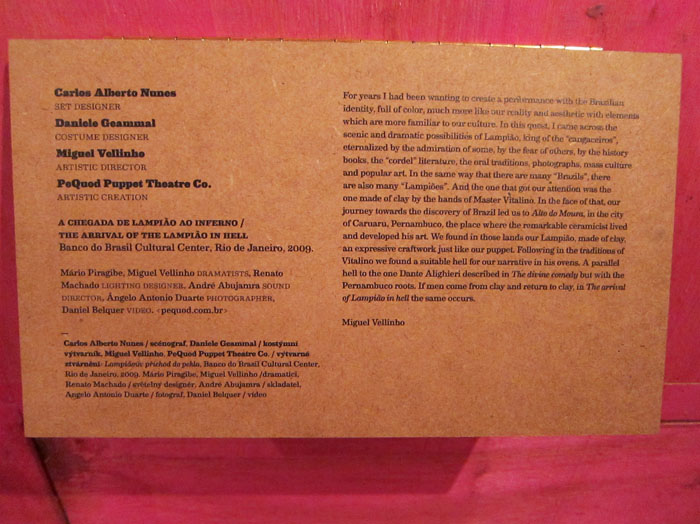 Carlos Alberto Nunes
SET DESIGNER
Daniele Geammal
COSTUME DESIGNER
Miguel Vellinho
ARTISTIC DIRECTOR
PeQuod Puppet Theatre Co.
ARTISTIC CREATION
A CHEGADA DE LAMPIÃO AO INFERNO /
THE ARRIVAL OF THE LAMPIÃO IN HELL
Banco do Brasil Cultural Center, Rio de Janeiro, 2009.
Mário Piragibe, Miguel Vellinho DRAMATISTS, Renato
Machado LIGHTING DESIGNER, André Abujamra SOUND
DIRECTOR, Ângelo Antonio Duarte PHOTOGRAPHER,
Daniel Belquer VIDEO. <pequod.com.br>
—
Carlos Alberto Nunes / scénograf, Daniele Geammal / kostýmní
výtvarník, Miguel Vellinho, PeQuod Puppet Theatre Co. / výtvarné
ztvárnění· Lampiãoův příchod do pekla, Banco do Brasil Cultural Center,
Rio de Janeiro, 2009. Mário Piragibe, Miguel Vellinho /dramatici,
Renato Machado / světelný designér, André Abujamra / skladatel,
Angelo Antonio Duarte / fotograf, Daniel Belquer / video
For years I had been wanting to create a performance with the Brazilian
identity, full of color, much more like our reality and aesthetic with elements
which are more familiar to our culture. In this quest, I came across the
scenic and dramatic possibilities of Lampião, king of the "cangaceiros",
eternalized by the admiration of some, by the fear of others, by the history
books, the "cordel" literature, the oral traditions, photographs, mass culture
and popular art. In the same way that there are many "Brazils", there
are also many "Lampiões". And the one that got our attention was the
one made of clay by the hands of Master Vitalino. In the face of that, our
journey towards the discovery of Brazil led us to Alto do Moura, in the city
of Caruaru, Pernambuco, the place where the remarkable ceramicist lived
and developed his art. We found in those lands our Lampião, made of clay,
an expressive craftwork just like our puppet. Following in the traditions of
Vitalino we found a suitable hell for our narrative in his ovens. A parallel
hell to the one Dante Alighieri described in The divine comedy but with the
Pernambuco roots. If men come from clay and return to clay, in The arrival
of Lampião in hell the same occurs.
Miguel Vellinho